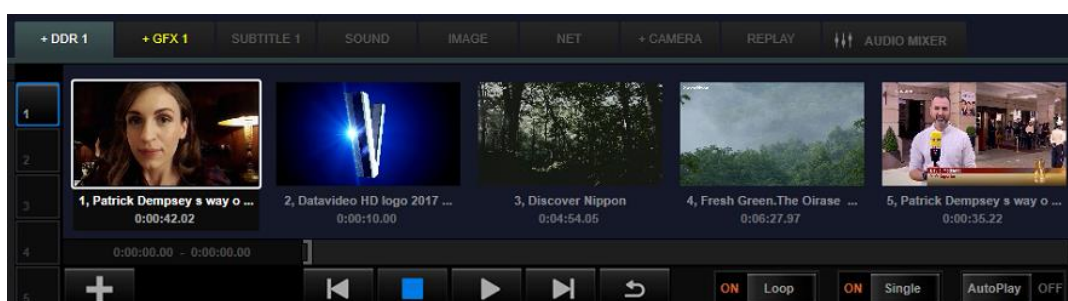 + DDR 1 + GFX 1 SUBTITLE 1 SOUND IMAGE NET + CAMERA REPLAY AUDIO MIXER
1
2
3
4
5
1, Patrick Dempsey s way o ...
0:00:42.02
2, Datavideo HD logo 2017 ...
0:00:10.00
3, Discover Nippon
0:04:54.05
4, Fresh Green.The Oirase ...
0:06:27.97
5, Patrick Dempsey s way o ...
0:00:35.22
0:00:00.00 - 0:00:00.00
ON Loop ON Single AutoPlay OFF